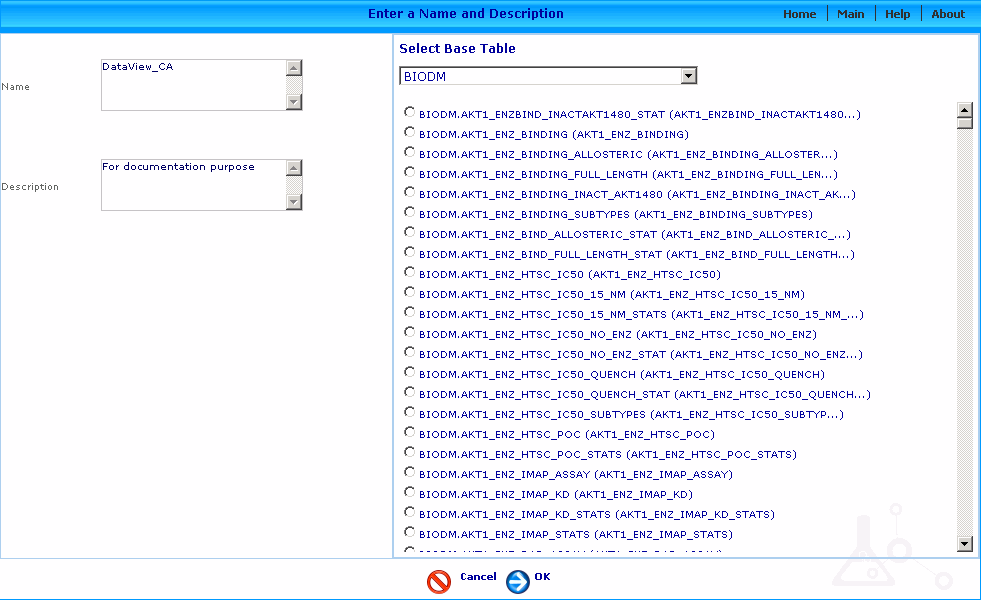 Enter a Name and Description
Home Main Help About
Name
DataView_CA
Description
For documentation purpose
Select Base Table
BIODM
BIODM.AKT1_ENZBIND_INACTAKT1480_STAT (AKT1_ENZBIND_INACTAKT1480...)
BIODM.AKT1_ENZ_BINDING (AKT1_ENZ_BINDING)
BIODM.AKT1_ENZ_BINDING_ALLOSTERIC (AKT1_ENZ_BINDING_ALLOSTER...)
BIODM.AKT1_ENZ_BINDING_FULL_LENGTH (AKT1_ENZ_BINDING_FULL_LEN...)
BIODM.AKT1_ENZ_BINDING_INACT_AKT1480 (AKT1_ENZ_BINDING_INACT_AK...)
BIODM.AKT1_ENZ_BINDING_SUBTYPES (AKT1_ENZ_BINDING_SUBTYPES)
BIODM.AKT1_ENZ_BIND_ALLOSTERIC_STAT (AKT1_ENZ_BIND_ALLOSTERIC_...)
BIODM.AKT1_ENZ_BIND_FULL_LENGTH_STAT (AKT1_ENZ_BIND_FULL_LENGTH...)
BIODM.AKT1_ENZ_HTSC_IC50 (AKT1_ENZ_HTSC_IC50)
BIODM.AKT1_ENZ_HTSC_IC50_15_NM (AKT1_ENZ_HTSC_IC50_15_NM)
BIODM.AKT1_ENZ_HTSC_IC50_15_NM_STATS (AKT1_ENZ_HTSC_IC50_15_NM_...)
BIODM.AKT1_ENZ_HTSC_IC50_NO_ENZ (AKT1_ENZ_HTSC_IC50_NO_ENZ)
BIODM.AKT1_ENZ_HTSC_IC50_NO_ENZ_STAT (AKT1_ENZ_HTSC_IC50_NO_ENZ...)
BIODM.AKT1_ENZ_HTSC_IC50_QUENCH (AKT1_ENZ_HTSC_IC50_QUENCH)
BIODM.AKT1_ENZ_HTSC_IC50_QUENCH_STAT (AKT1_ENZ_HTSC_IC50_QUENCH...)
BIODM.AKT1_ENZ_HTSC_IC50_SUBTYPES (AKT1_ENZ_HTSC_IC50_SUBTYP...)
BIODM.AKT1_ENZ_HTSC_POC (AKT1_ENZ_HTSC_POC)
BIODM.AKT1_ENZ_HTSC_POC_STATS (AKT1_ENZ_HTSC_POC_STATS)
BIODM.AKT1_ENZ_IMAP_ASSAY (AKT1_ENZ_IMAP_ASSAY)
BIODM.AKT1_ENZ_IMAP_KD (AKT1_ENZ_IMAP_KD)
BIODM.AKT1_ENZ_IMAP_KD_STATS (AKT1_ENZ_IMAP_KD_STATS)
BIODM.AKT1_ENZ_IMAP_STATS (AKT1_ENZ_IMAP_STATS)
Cancel OK